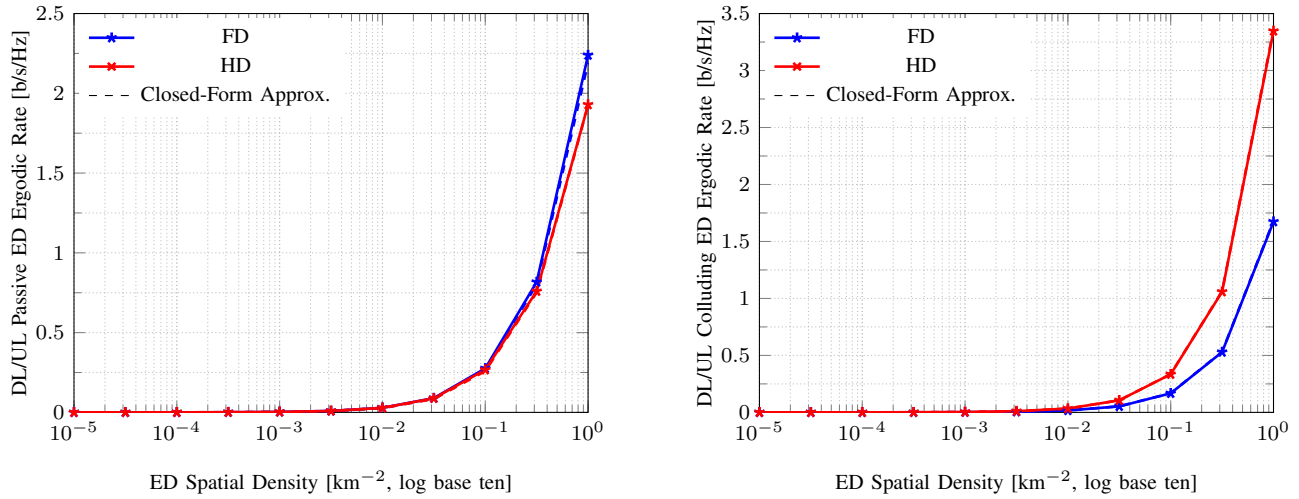 DL/UL Passive ED Ergodic Rate [b/s/Hz]
2.5
2
1.5
1
0.5
0
FD
HD
Closed-Form Approx.
10^−5 10^−4 10^−3 10^−2 10^−1 10^0
ED Spatial Density [km^−2, log base ten]
DL/UL Colluding ED Ergodic Rate [b/s/Hz]
3.5
3
2.5
2
1.5
1
0.5
0
FD
HD
Closed-Form Approx.
10^−5 10^−4 10^−3 10^−2 10^−1 10^0
ED Spatial Density [km^−2, log base ten]